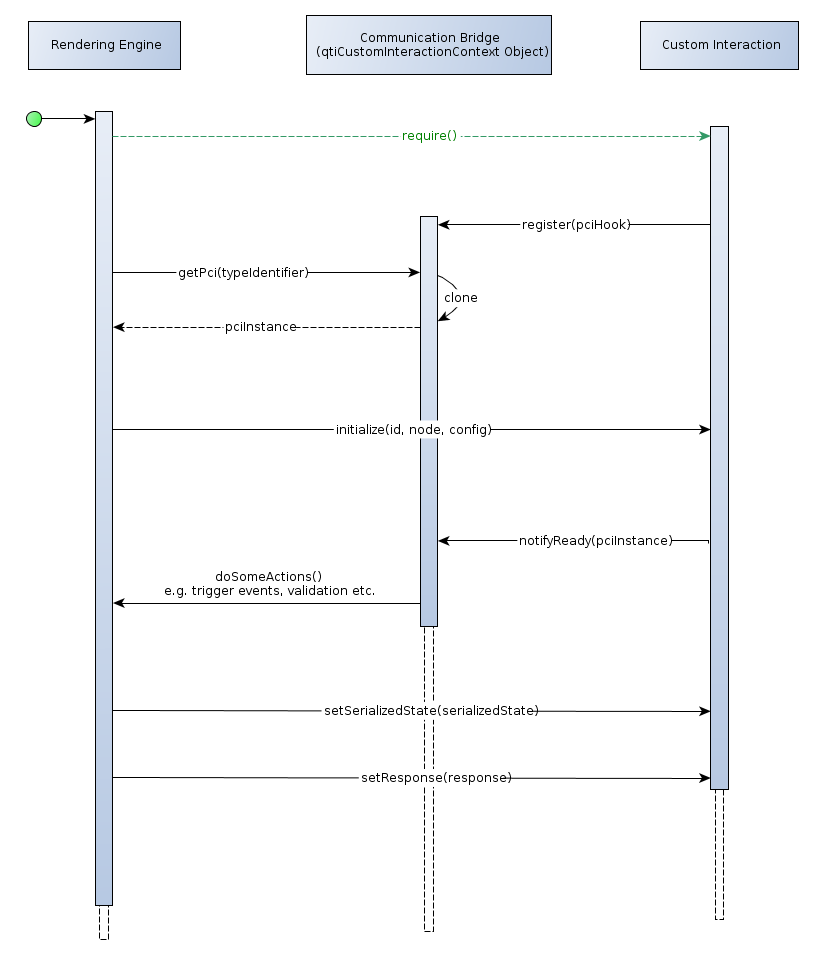 Rendering Engine
Communication Bridge
(qtiCustomInteractionContext Object)
Custom Interaction
require()
register(pciHook)
getPci(typeIdentifier)
clone
pciInstance
initialize(id, node, config)
notifyReady(pciInstance)
doSomeActions()
e.g. trigger events, validation etc.
setSerializedState(serializedState)
setResponse(response)